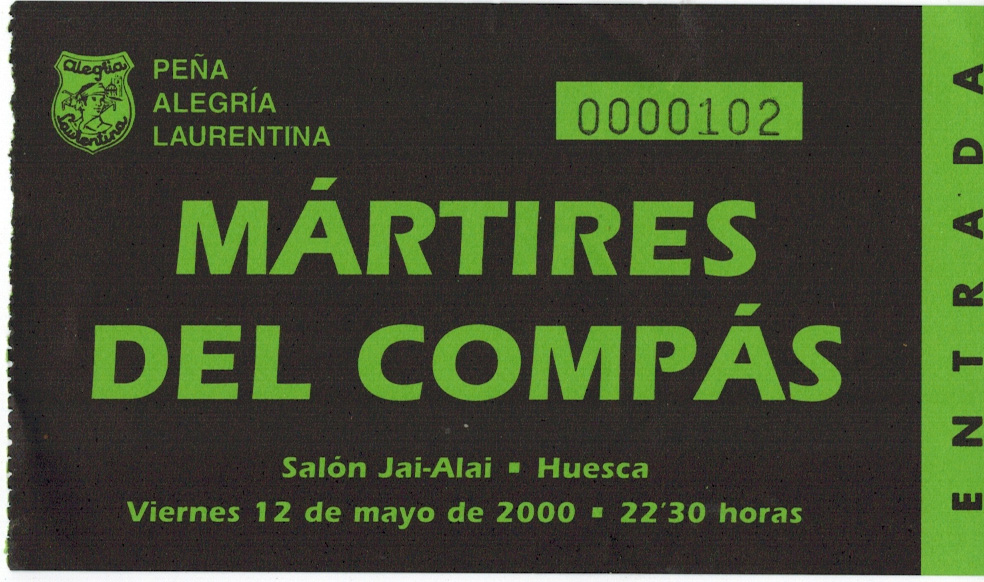 Alegria
Laurentina
PEÑA
ALEGRÍA
LAURENTINA
0000102
MÁRTIRES
DEL COMPÁS
Salón Jai-Alai ▪ Huesca
Viernes 12 de mayo de 2000 ▪ 22'30 horas
ENTRADA